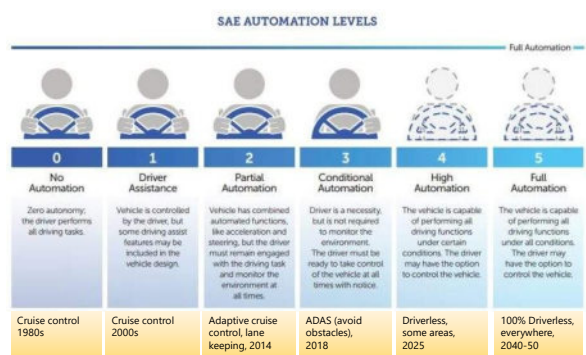 SAE AUTOMATION LEVELS
Full Automation
0
No
Automation
Zero autonomy;
the driver performs
all driving tasks.
1
Driver
Assistance
Vehicle is controlled
by the driver, but
some driving assist
features may be
included in the
vehicle design.
2
Partial
Automation
Vehicle has combined
automated functions,
like acceleration and
steering, but the driver
must remain engaged
with the driving task
and monitor the
environment at
all times.
3
Conditional
Automation
Driver is a necessity,
but is not required
to monitor the
environment.
The driver must be
ready to take control
of the vehicle at all
times with notice.
4
High
Automation
The vehicle is capable
of performing all
driving functions
under certain
conditions. The driver
may have the option
to control the vehicle.
5
Full
Automation
The vehicle is capable
of performing all
driving functions
under all conditions.
The driver may
have the option to
control the vehicle.
Cruise control
1980s
Cruise control
2000s
Adaptive cruise
control, lane
keeping, 2014
ADAS (avoid
obstacles),
2018
Driverless,
some areas,
2025
100% Driverless,
everywhere,
2040-50